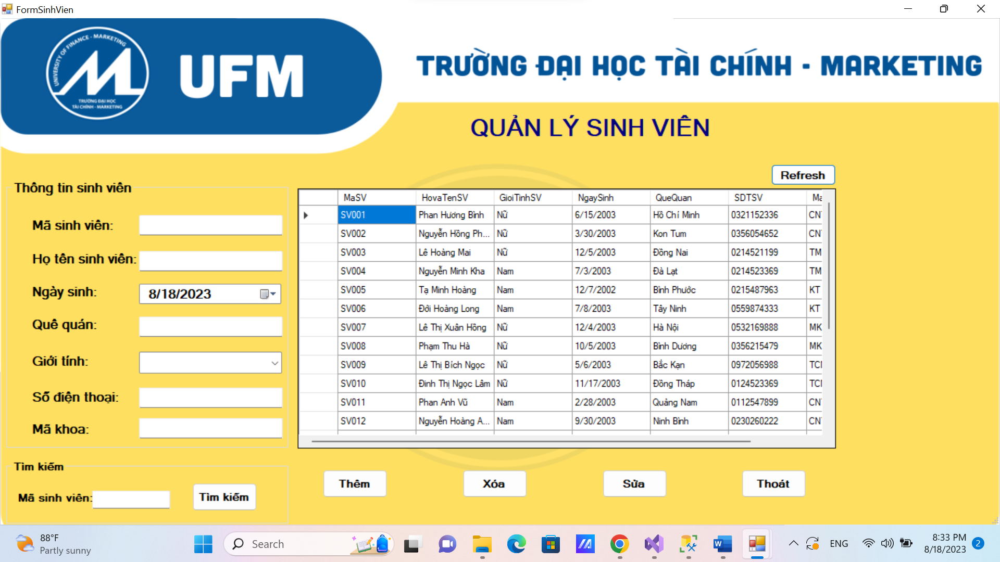 FormSinhVien
UNIVERSITY OF FINANCE - MARKETING
TRƯỜNG ĐẠI HỌC
TÀI CHÍNH - MARKETING
UFM
TRƯỜNG ĐẠI HỌC TÀI CHÍNH - MARKETING
QUẢN LÝ SINH VIÊN
Refresh
Thông tin sinh viên
Mã sinh viên:
Họ tên sinh viên:
Ngày sinh: 8/18/2023
Quê quán:
Giới tính:
Số điện thoại:
Mã khoa:
MaSV HovaTenSV GioiTinhSV NgaySinh QueQuan SDTSV Ma
SV001 Phan Hương Bình Nữ 6/15/2003 Hồ Chí Minh 0321152336 CN
SV002 Nguyễn Hồng Ph... Nữ 3/30/2003 Kon Tum 0356054652 CN
SV003 Lê Hoàng Mai Nữ 12/5/2003 Đồng Nai 0214521199 TM
SV004 Nguyễn Minh Kha Nam 7/3/2003 Đà Lạt 0214523369 TM
SV005 Tạ Minh Hoàng Nam 12/7/2002 Bình Phước 0215487963 KT
SV006 Đới Hoàng Long Nam 7/8/2003 Tây Ninh 0559874333 KT
SV007 Lê Thị Xuân Hồng Nữ 12/4/2003 Hà Nội 0532169888 MK
SV008 Phạm Thu Hà Nữ 10/5/2003 Bình Dương 0356215479 MK
SV009 Lê Thị Bích Ngọc Nữ 5/6/2003 Bắc Kạn 0972056988 TC
SV010 Đinh Thị Ngọc Lâm Nữ 11/17/2003 Đồng Tháp 0124523369 TC
SV011 Phan Anh Vũ Nam 2/28/2003 Quảng Nam 0112547899 CN
SV012 Nguyễn Hoàng A... Nam 9/30/2003 Ninh Bình 0230260222 CN
Tìm kiếm
Mã sinh viên:
Tìm kiếm
Thêm
Xóa
Sửa
Thoát
88°F
Partly sunny
Search
W
ENG
8:33 PM
8/18/2023
2